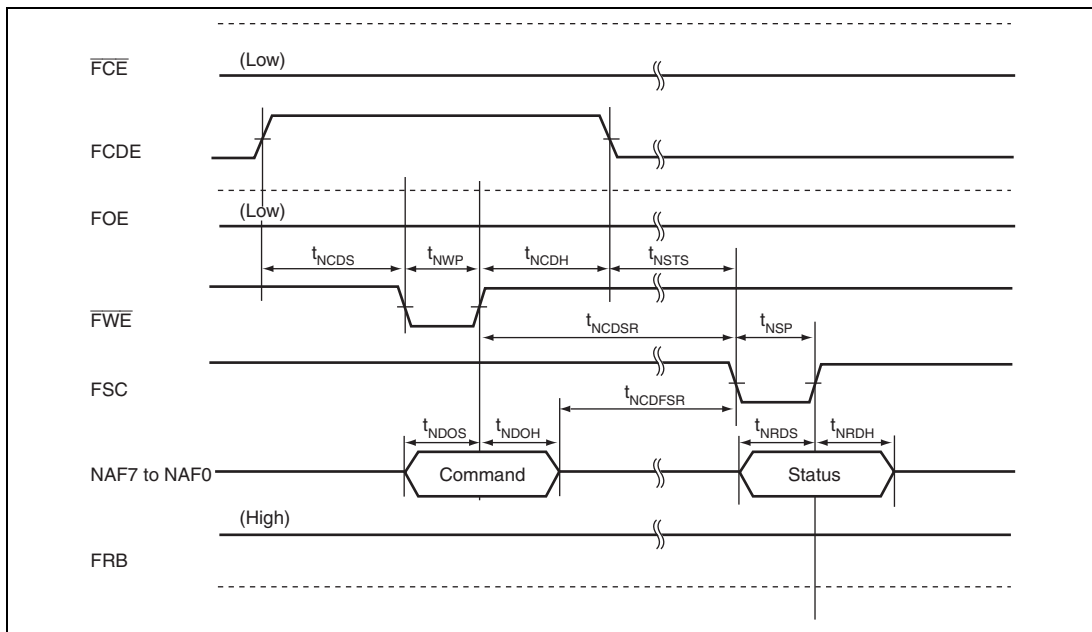 FCE
(Low)
FCDE
FOE
(Low)
tNCDS
tNWP
tNCDH
tNSTS
FWE
tNCDSR
tNSP
FSC
tNCDFSR
tNDOS
tNDOH
tNRDS
tNRDH
NAF7 to NAF0
Command
Status
(High)
FRB